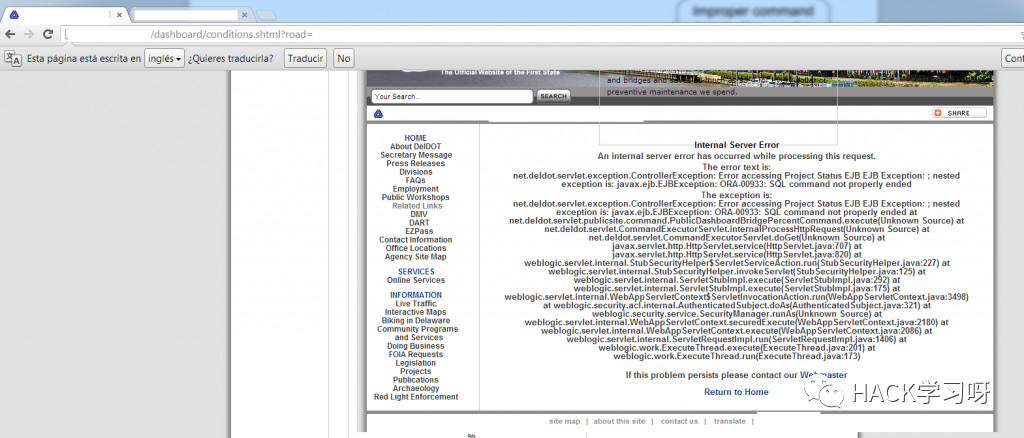 Improper command
/dashboard/conditions.shtml?road=
Esta página está escrita en inglés ¿Quieres traducirla? Traducir No
The Official Website of the First State
preventive maintenance we spend.
Your Search... SEARCH
SHARE
HOME
About DelDOT
Secretary Message
Press Releases
Divisions
FAQs
Employment
Public Workshops
Related Links
DMV
DART
EZPass
Contact Information
Office Locations
Agency Site Map
SERVICES
Online Services
INFORMATION
Live Traffic
Interactive Maps
Biking in Delaware
Community Programs
and Services
Doing Business
FOIA Requests
Legislation
Projects
Publications
Archaeology
Red Light Enforcement
Internal Server Error
An internal server error has occurred while processing this request.
The error text is:
net.deldot.servlet.exception.ControllerException: Error accessing Project Status EJB EJB Exception: ; nested
exception is: javax.ejb.EJBException: ORA-00933: SQL command not properly ended
The exception is:
net.deldot.servlet.exception.ControllerException: Error accessing Project Status EJB EJB Exception: ; nested
exception is: javax.ejb.EJBException: ORA-00933: SQL command not properly ended at
net.deldot.servlet.publicsite.command.PublicDashboardBridgePercentCommand.execute(Unknown Source) at
net.deldot.servlet.CommandExecutorServlet.internalProcessHttpRequest(Unknown Source) at
net.deldot.servlet.CommandExecutorServlet.doGet(Unknown Source) at
javax.servlet.http.HttpServlet.service(HttpServlet.java:707) at
javax.servlet.http.HttpServlet.service(HttpServlet.java:820) at
weblogic.servlet.internal.StubSecurityHelper$ServletServiceAction.run(StubSecurityHelper.java:227) at
weblogic.servlet.internal.StubSecurityHelper.invokeServlet(StubSecurityHelper.java:125) at
weblogic.servlet.internal.ServletStubImpl.execute(ServletStubImpl.java:292) at
weblogic.servlet.internal.ServletStubImpl.execute(ServletStubImpl.java:175) at
weblogic.servlet.internal.WebAppServletContext$ServletInvocationAction.run(WebAppServletContext.java:3498)
at weblogic.security.acl.internal.AuthenticatedSubject.doAs(AuthenticatedSubject.java:321) at
weblogic.security.service.SecurityManager.runAs(Unknown Source) at
weblogic.servlet.internal.WebAppServletContext.securedExecute(WebAppServletContext.java:2180) at
weblogic.servlet.internal.WebAppServletContext.execute(WebAppServletContext.java:2086) at
weblogic.servlet.internal.ServletRequestImpl.run(ServletRequestImpl.java:1406) at
weblogic.work.ExecuteThread.execute(ExecuteThread.java:201) at
weblogic.work.ExecuteThread.run(ExecuteThread.java:173)
If this problem persists please contact our Webmaster
Return to Home
HACK学习呀
site map | about this site | contact us | translate |